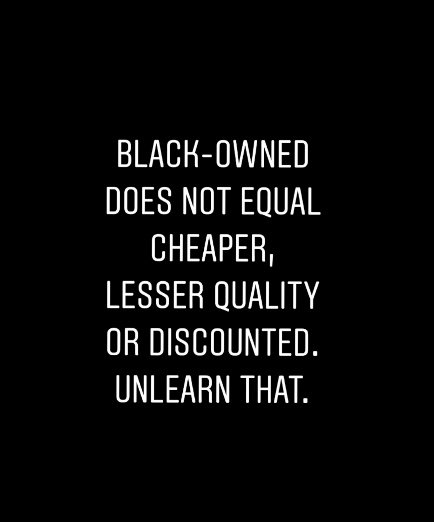 BLACK-OWNED
DOES NOT EQUAL
CHEAPER,
LESSER QUALITY
OR DISCOUNTED.
UNLEARN THAT.